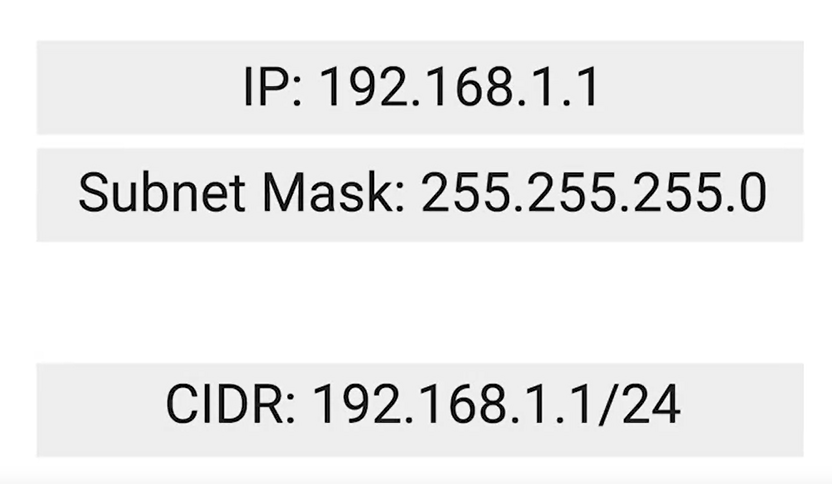 IP: 192.168.1.1
Subnet Mask: 255.255.255.0
CIDR: 192.168.1.1/24